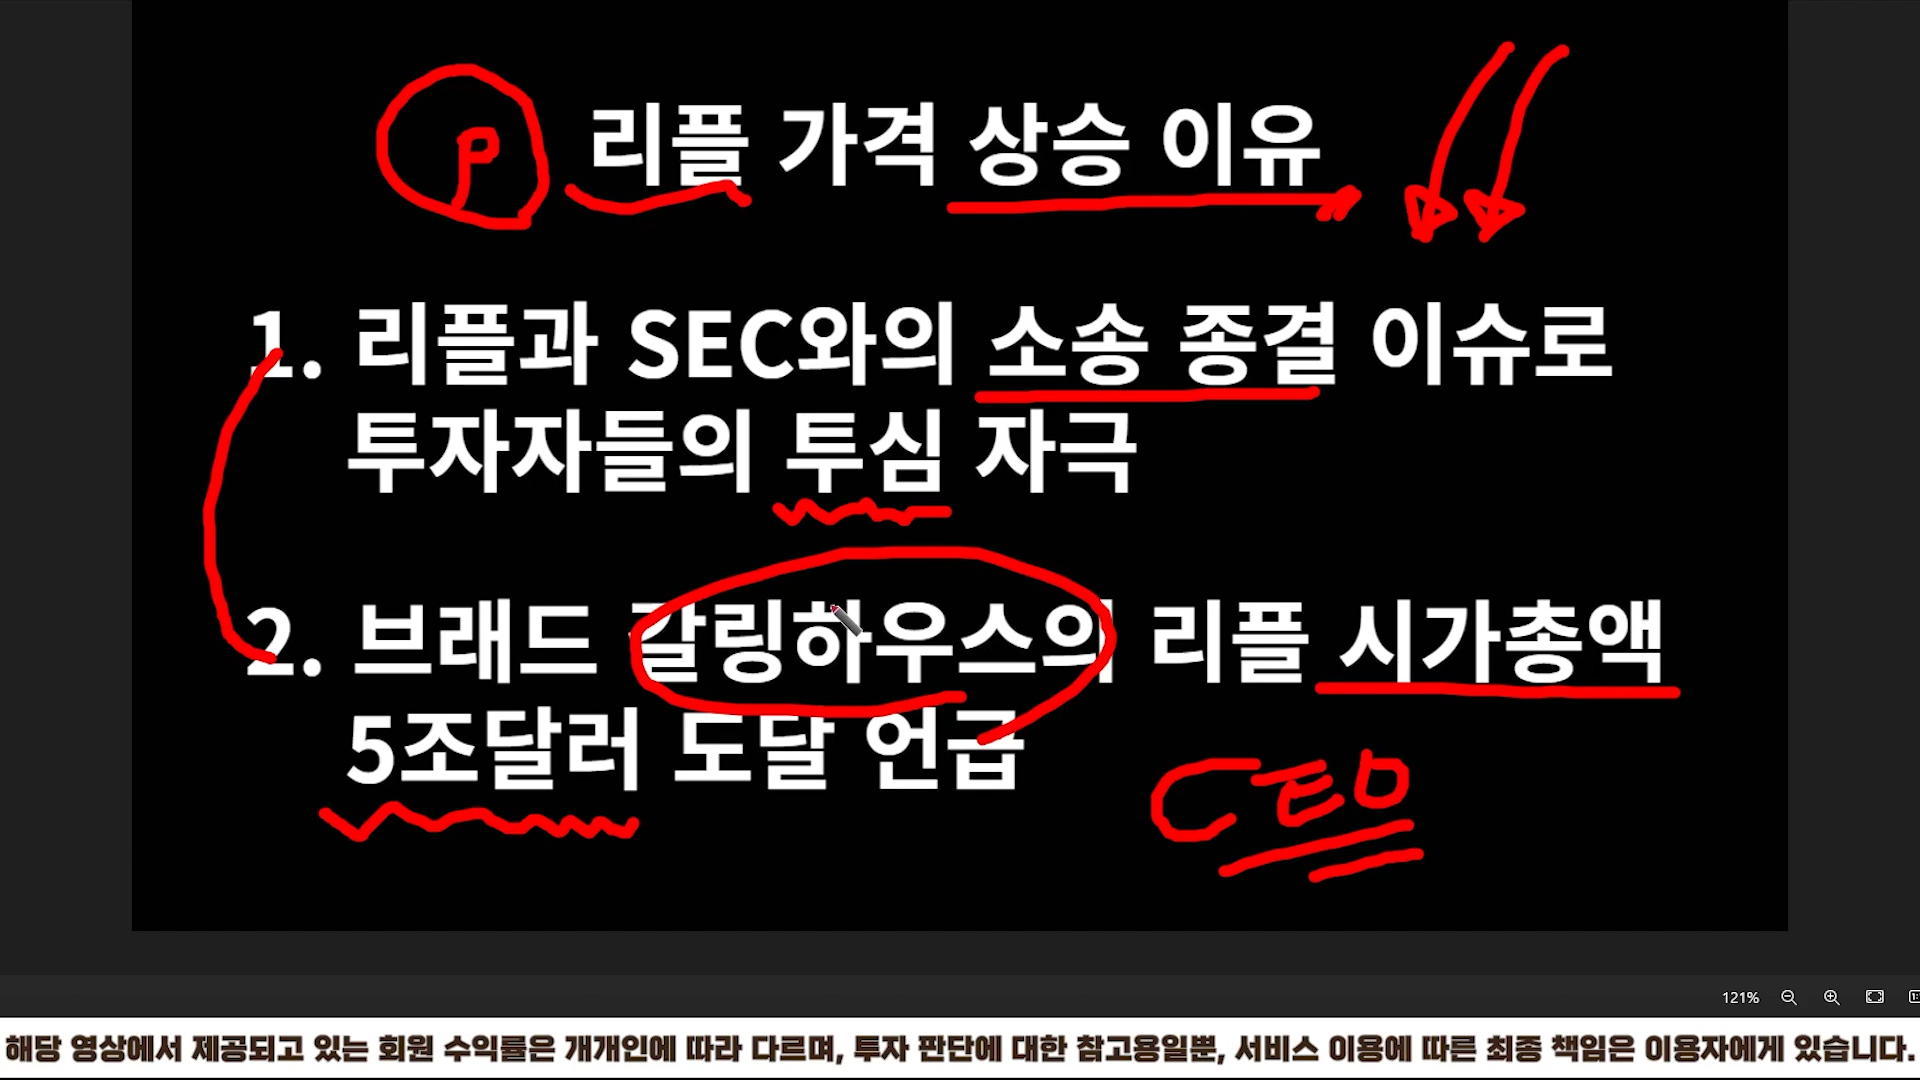 P 리플 가격 상승 이유
1. 리플과 SEC와의 소송 종결 이슈로
투자자들의 투심 자극
2. 브래드 갈링하우스의 리플 시가총액
5조달러 도달 언급
CEO
121%
해당 영상에서 제공되고 있는 회원 수익률은 개개인에 따라 다르며, 투자 판단에 대한 참고용일뿐, 서비스 이용에 따른 최종 책임은 이용자에게 있습니다.